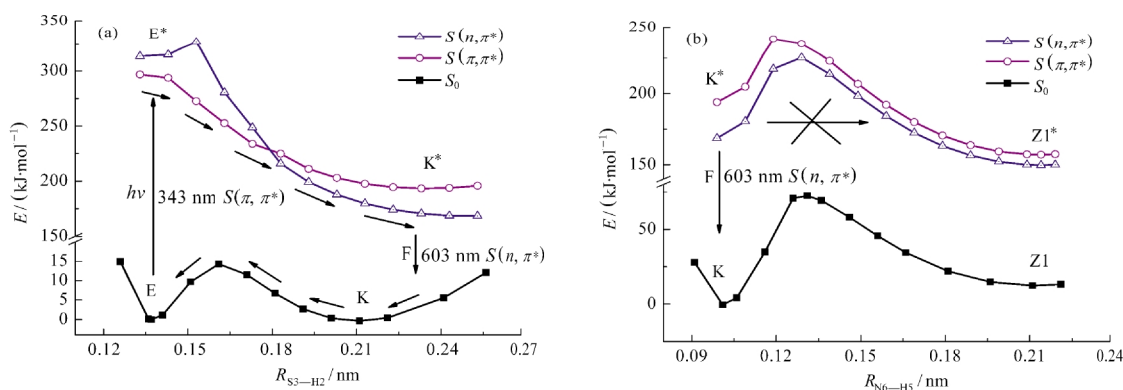 (a)
E*
S(n,π*)
S(π,π*)
S₀
K*
hν
343 nm S(π, π*)
F 603 nm S(n, π*)
E
K
E / (kJ·mol⁻¹)
350
300
250
200
150
15
10
5
0
0.12 0.15 0.18 0.21 0.24 0.27
R S3—H2 / nm
(b)
K*
S(n,π*)
S(π,π*)
S₀
Z1*
F 603 nm S(n, π*)
K
Z1
E / (kJ·mol⁻¹)
250
200
150
50
0
0.09 0.12 0.15 0.18 0.21 0.24
R N6—H5 / nm